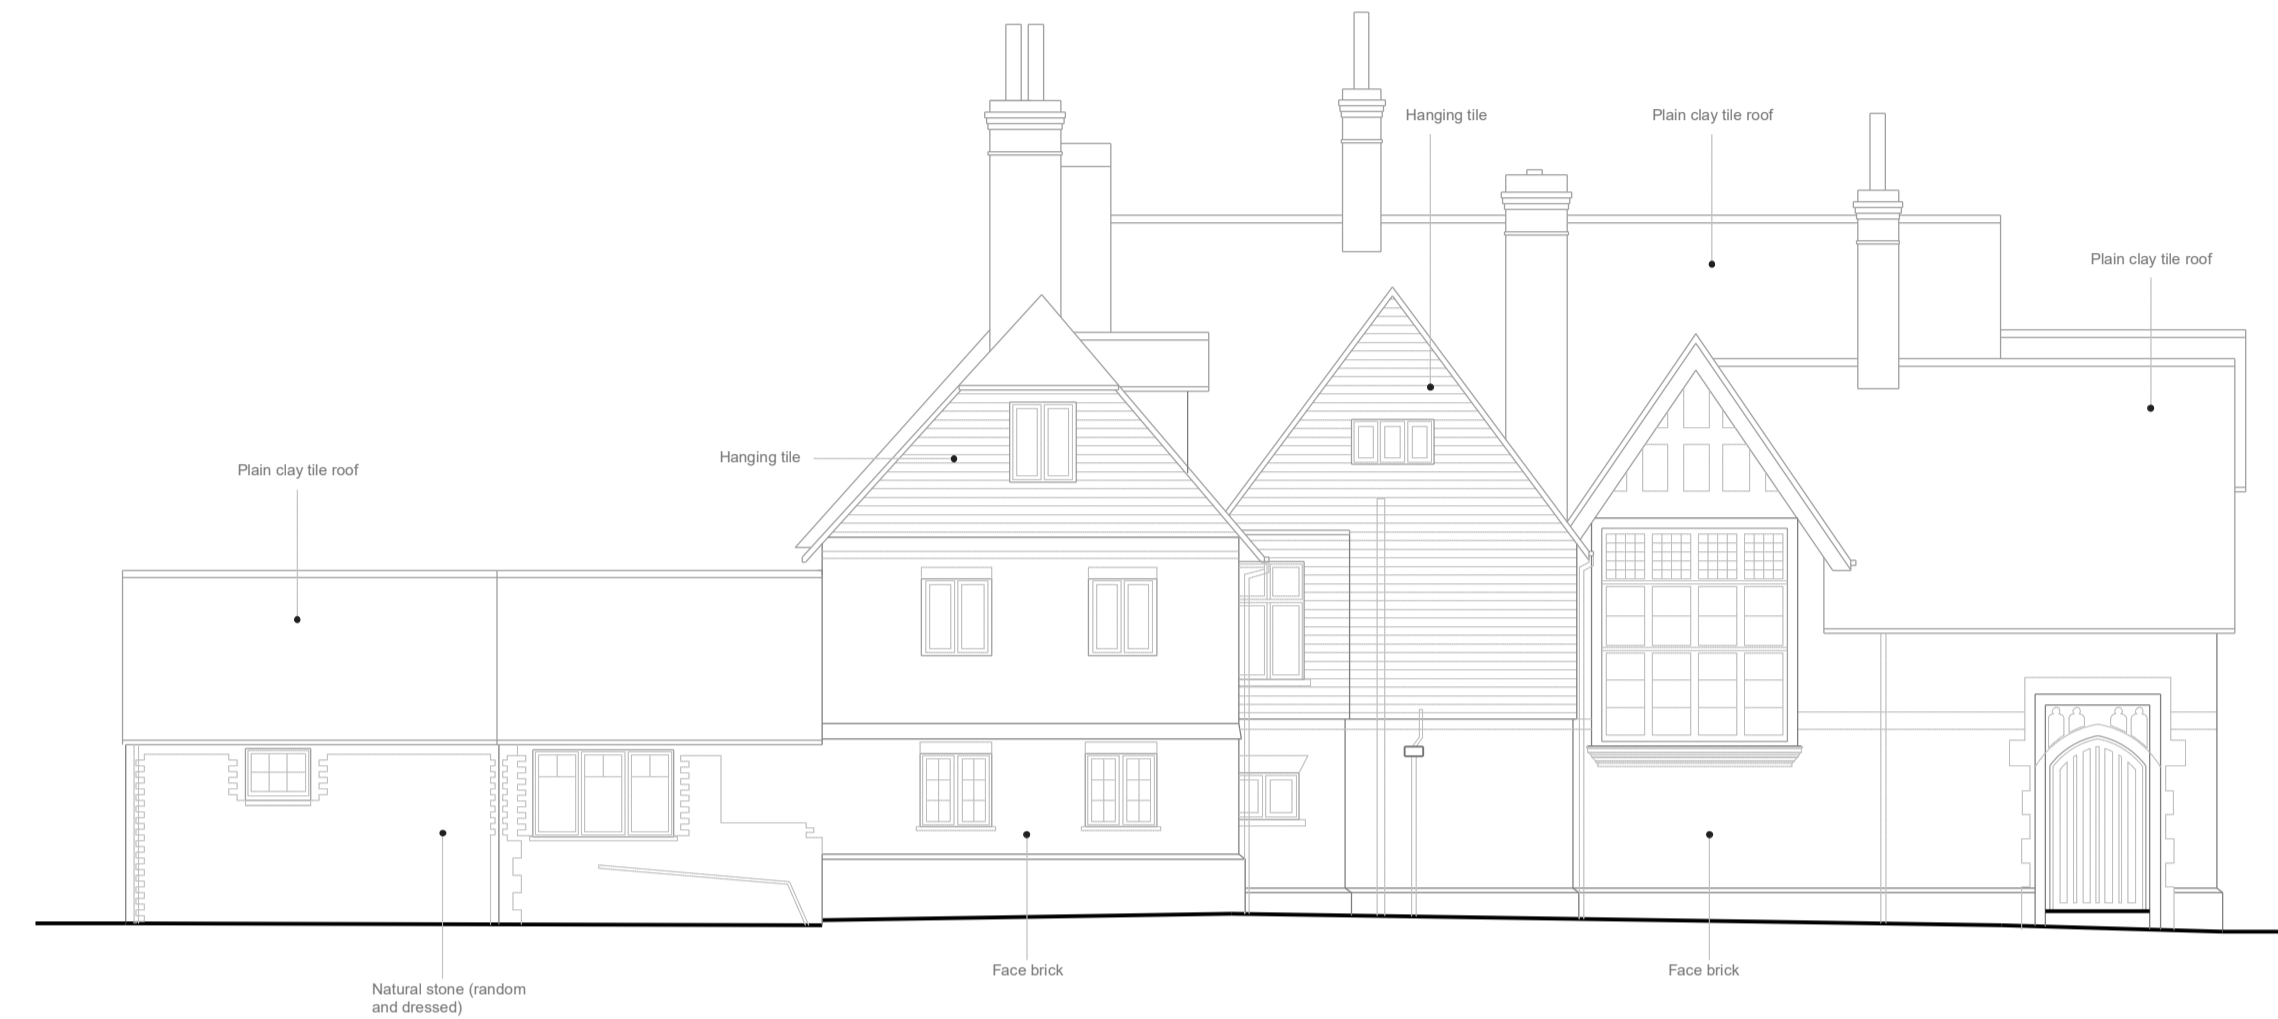 Hanging tile
Plain clay tile roof
Plain clay tile roof
Hanging tile
Plain clay tile roof
Face brick
Face brick
Natural stone (random
and dressed)